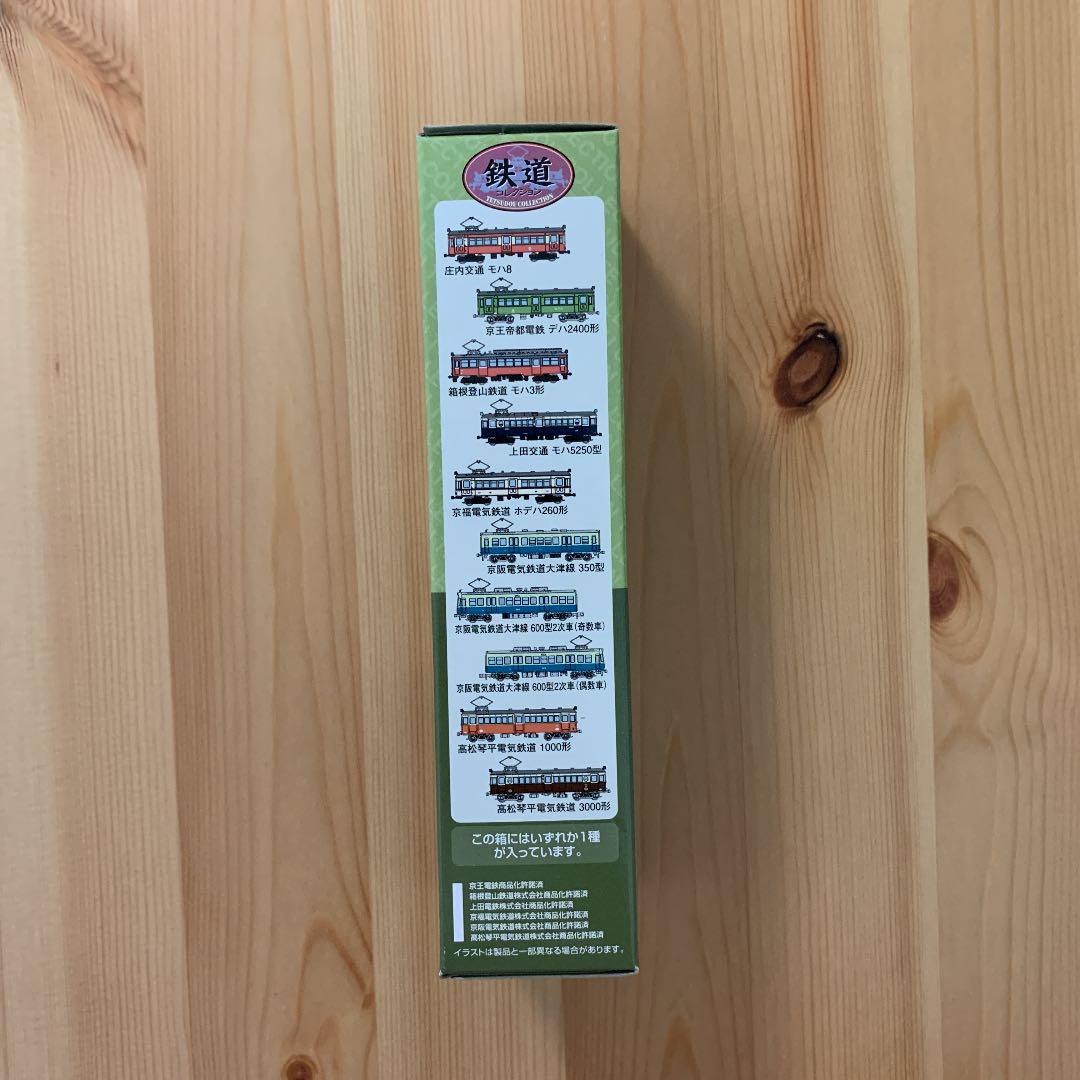 鉄道
コレクション
TETSUDOU COLLECTION
庄内交通 モハ8
京王帝都電鉄 デハ2400形
箱根登山鉄道 モハ3形
上田交通 モハ5250型
京福電気鉄道 ホデハ260形
京阪電気鉄道大津線 350型
京阪電気鉄道大津線 600型2次車(奇数車)
京阪電気鉄道大津線 600型2次車(偶数車)
高松琴平電気鉄道 1000形
高松琴平電気鉄道 3000形
この箱にはいずれか1種
が入っています。
京王電鉄商品化許諾済
箱根登山鉄道株式会社商品化許諾済
上田電鉄株式会社商品化許諾済
京福電気鉄道株式会社商品化許諾済
京阪電気鉄道株式会社商品化許諾済
高松琴平電気鉄道株式会社商品化許諾済
イラストは製品と一部異なる場合があります。